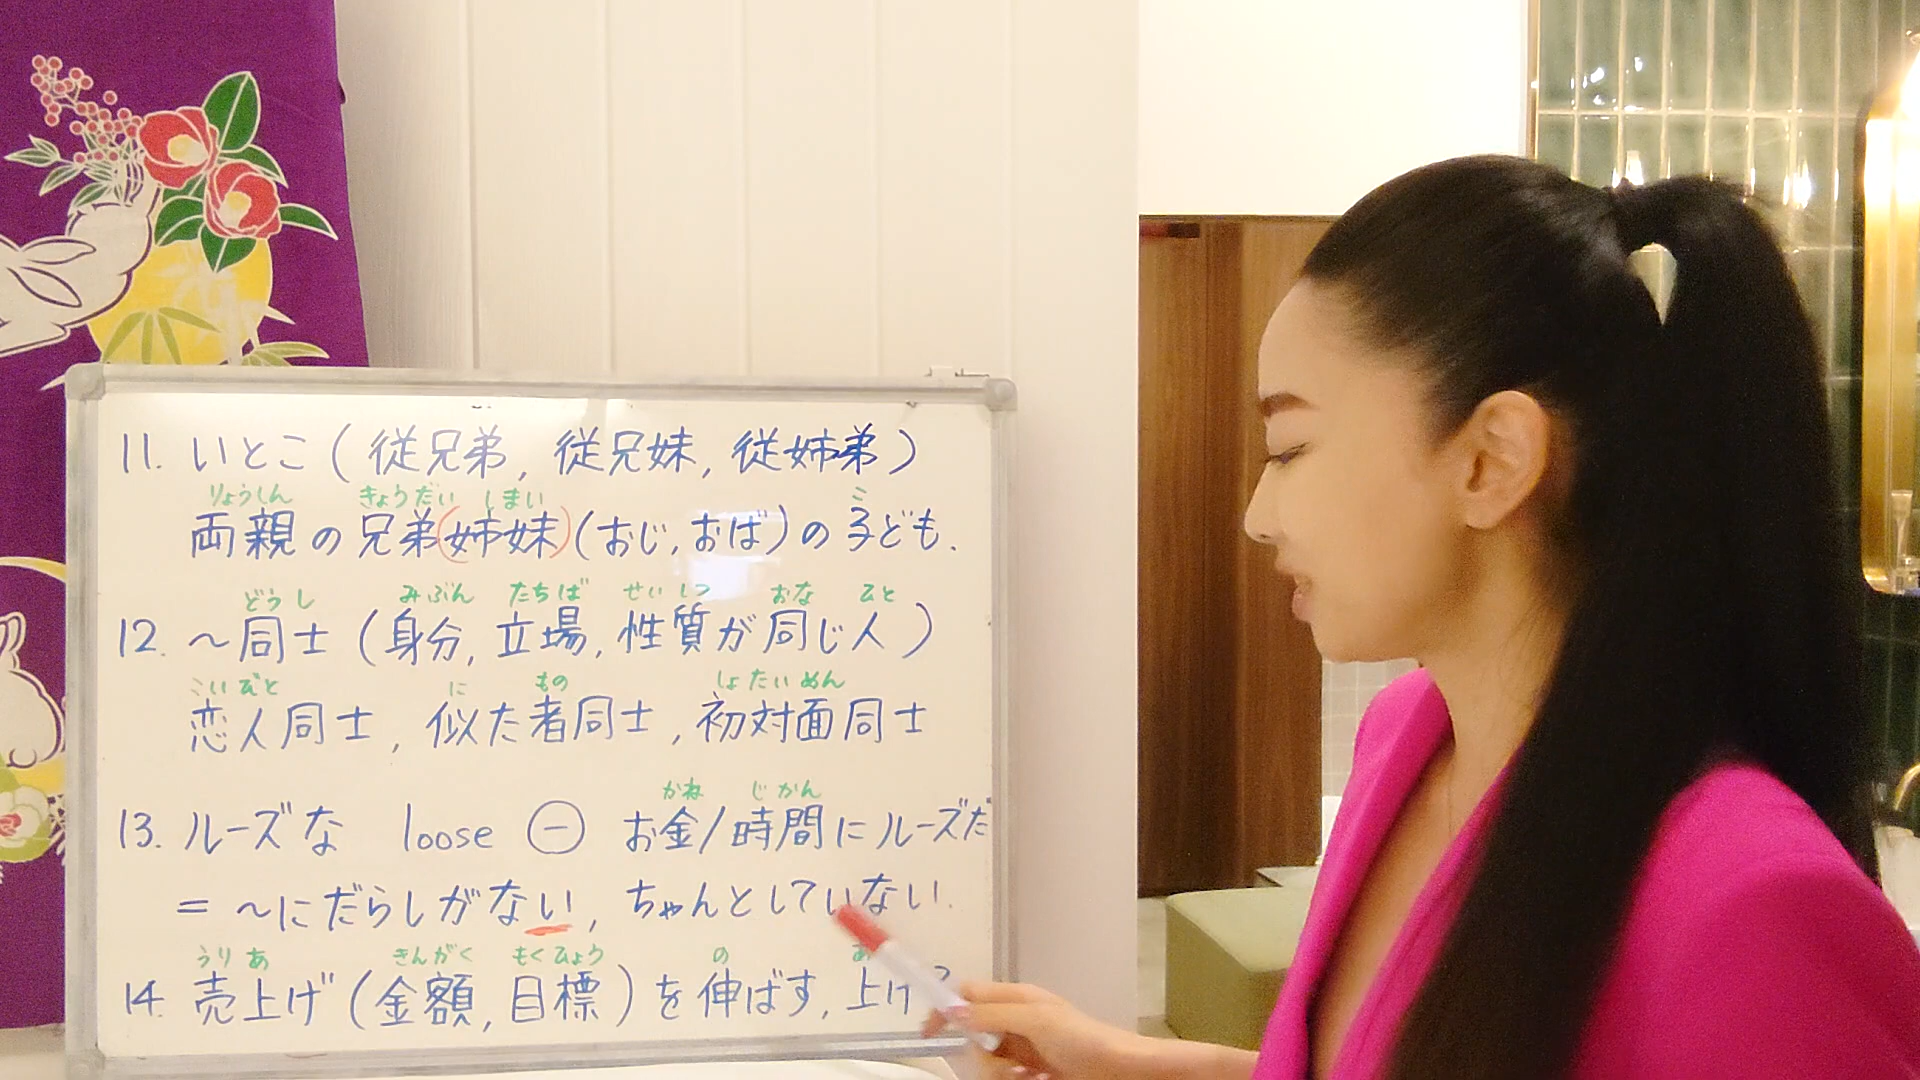 11. いとこ ( 従兄弟, 従兄妹, 従姉弟 )
りょうしん きょうだい しまい こ
両親の兄弟(姉妹)(おじ, おば)の子ども.
どうし みぶん たちば せいしつ おな ひと
12. ～同士 (身分, 立場, 性質が同じ人 )
こいびと に もの しょたいめん
恋人同士, 似た者同士, 初対面同士
かね じかん
13. ルーズな loose ⊖ お金/時間にルーズだ
= ～にだらしがない, ちゃんとしていない.
うりあ きんがく もくひょう の あ
14. 売上げ (金額, 目標) を伸ばす, 上げ